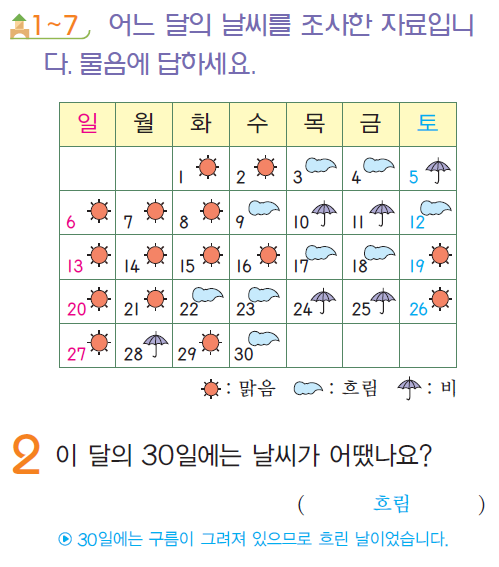 1~7 어느 달의 날씨를 조사한 자료입니
다. 물음에 답하세요.
일 월 화 수 목 금 토
1 2 3 4 5
6 7 8 9 10 11 12
13 14 15 16 17 18 19
20 21 22 23 24 25 26
27 28 29 30
: 맑음 : 흐림 : 비
2 이 달의 30일에는 날씨가 어땠나요?
( 흐림 )
30일에는 구름이 그려져 있으므로 흐린 날이었습니다.